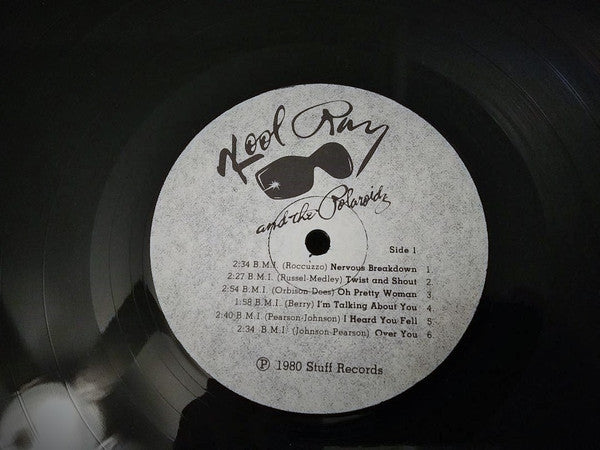 Kool Ray
and the Polaroidz
Side 1
2:34 B.M.I. (Roccuzzo) Nervous Breakdown 1.
2:27 B.M.I. (Russel-Medley) Twist and Shout 2.
2:54 B.M.I. (Orbison-Dees) Oh Pretty Woman 3.
1:58 B.M.I. (Berry) I'm Talking About You 4.
2:40 B.M.I. (Pearson-Johnson) I Heard You Fell 5.
2:34 B.M.I. (Johnson-Pearson) Over You 6.
Ⓟ 1980 Stuff Records